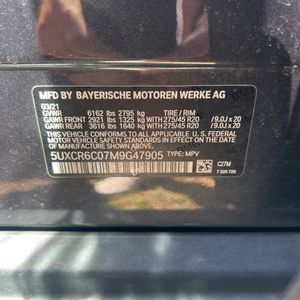 MFD BY BAYERISCHE MOTOREN WERKE AG
03/21
GVWR 6162 lbs 2795 kg TIRE / RIM
GAWR FRONT 2921 lbs 1325 kg WITH 275/45 R20 /9.0J x 20
GAWR REAR 3616 lbs 1640 kg WITH 275/45 R20 /9.0J x 20
THIS VEHICLE CONFORMS TO ALL APPLICABLE U. S. FEDERAL
MOTOR VEHICLE SAFETY STANDARDS IN EFFECT
ON THE DATE OF MANUFACTURE SHOWN ABOVE.
5UXCR6C07M9G47905 TYPE: MPV
C27M
7 320 729